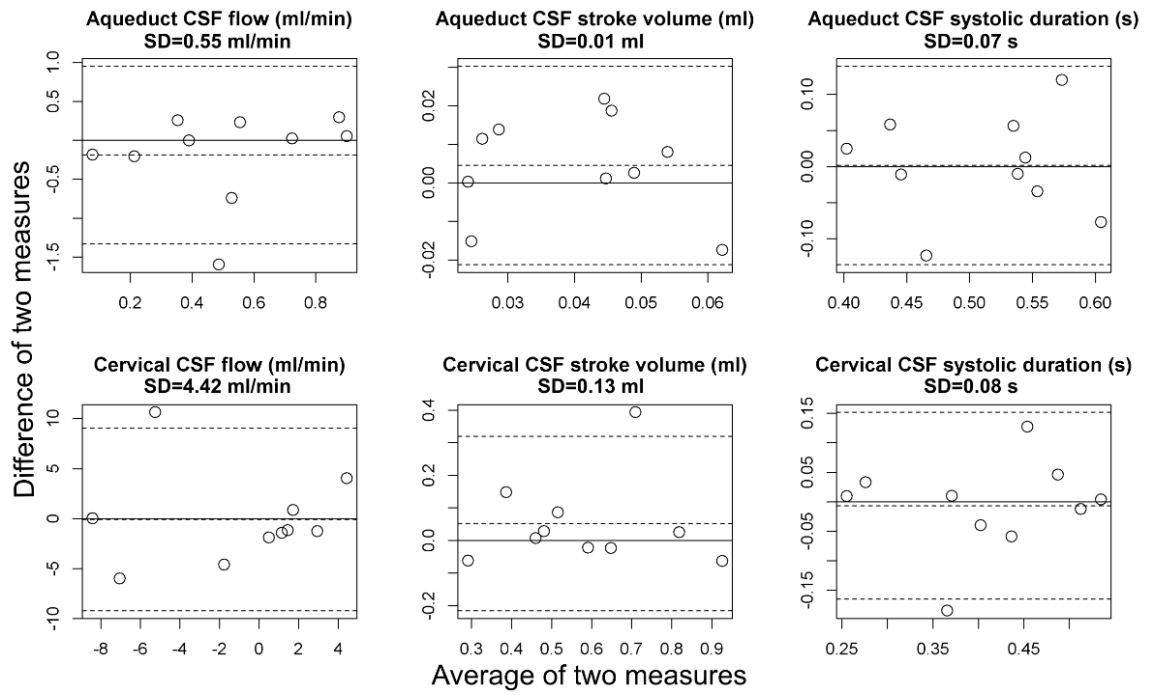 Aqueduct CSF flow (ml/min)
SD=0.55 ml/min
1.0
0.5
-0.5
-1.5
0.2 0.4 0.6 0.8
Aqueduct CSF stroke volume (ml)
SD=0.01 ml
0.02
0.00
-0.02
0.03 0.04 0.05 0.06
Aqueduct CSF systolic duration (s)
SD=0.07 s
0.10
0.00
-0.10
0.40 0.45 0.50 0.55 0.60
Difference of two measures
Cervical CSF flow (ml/min)
SD=4.42 ml/min
10
5
0
-5
-10
-8 -6 -4 -2 0 2 4
Cervical CSF stroke volume (ml)
SD=0.13 ml
0.4
0.2
0.0
-0.2
0.3 0.4 0.5 0.6 0.7 0.8 0.9
Cervical CSF systolic duration (s)
SD=0.08 s
0.15
0.05
-0.05
-0.15
0.25 0.35 0.45
Average of two measures